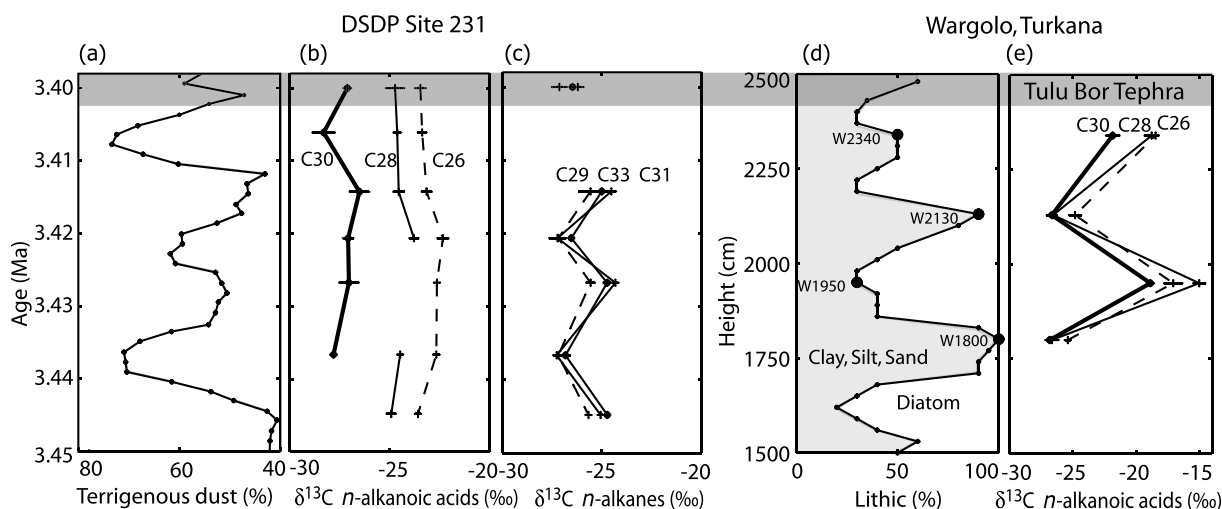 DSDP Site 231
Wargolo, Turkana
(a)
(b)
(c)
(d)
(e)
3.40
3.41
3.42
3.43
3.44
3.45
Age (Ma)
80 60 40
Terrigenous dust (%)
C30 C28 C26
-30 -25 -20
δ¹³C n-alkanoic acids (‰)
C29 C33 C31
-30 -25 -20
δ¹³C n-alkanes (‰)
2500
2250
2000
1750
1500
Height (cm)
W2340
W2130
W1950
W1800
Clay, Silt, Sand
Diatom
0 50 100
Lithic (%)
Tulu Bor Tephra
C30 C28 C26
-30 -25 -20 -15
δ¹³C n-alkanoic acids (‰)